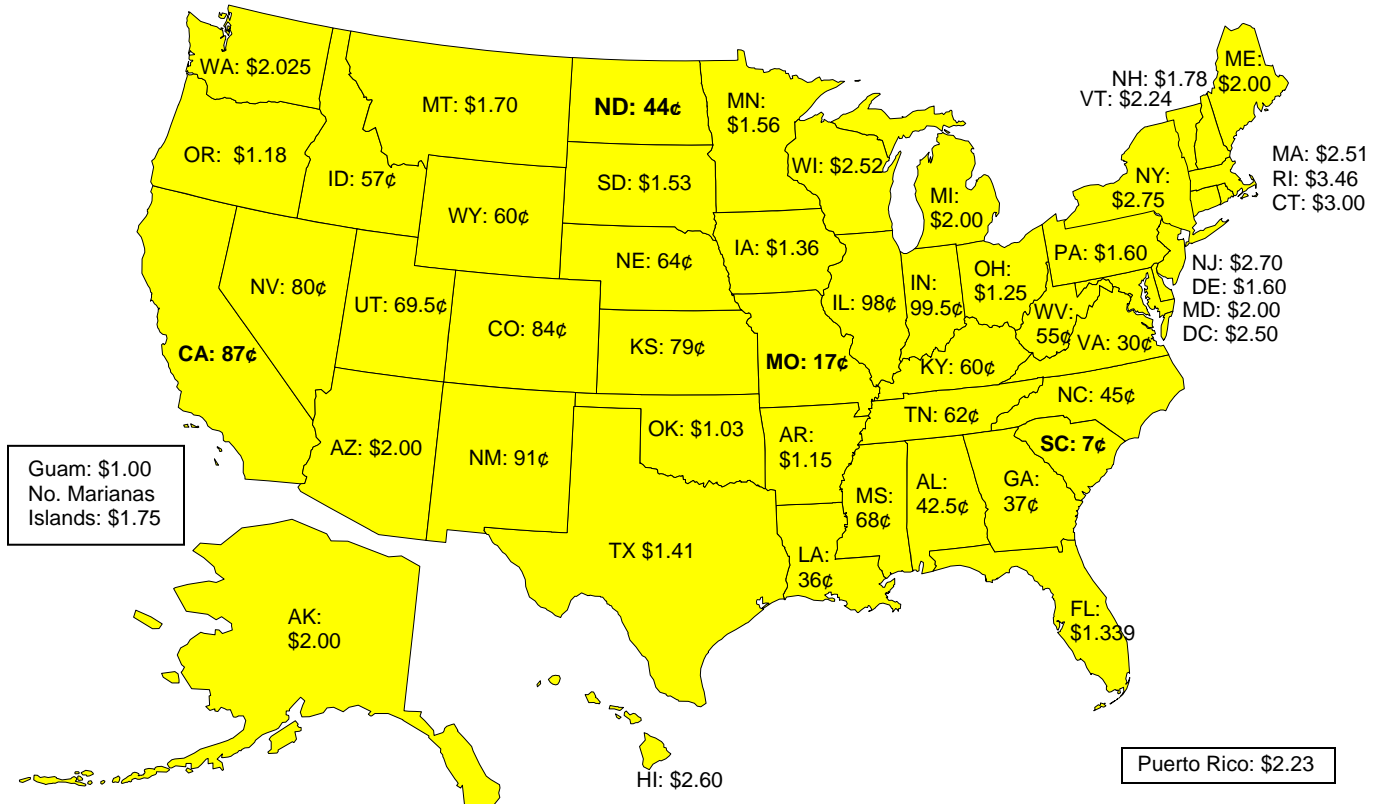 WA: $2.025
MT: $1.70
ND: 44¢
MN:
$1.56
NH: $1.78
VT: $2.24
ME:
$2.00
OR: $1.18
ID: 57¢
WY: 60¢
SD: $1.53
WI: $2.52
MI:
$2.00
NY:
$2.75
MA: $2.51
RI: $3.46
CT: $3.00
NV: 80¢
UT: 69.5¢
CO: 84¢
NE: 64¢
KS: 79¢
IA: $1.36
IL: 98¢
IN:
99.5¢
OH:
$1.25
PA: $1.60
NJ: $2.70
DE: $1.60
MD: $2.00
DC: $2.50
WV:
55¢
VA: 30¢
CA: 87¢
MO: 17¢
KY: 60¢
NC: 45¢
TN: 62¢
SC: 7¢
AZ: $2.00
NM: 91¢
OK: $1.03
AR:
$1.15
MS:
68¢
AL:
42.5¢
GA:
37¢
Guam: $1.00
No. Marianas
Islands: $1.75
TX $1.41
LA:
36¢
FL:
$1.339
AK:
$2.00
HI: $2.60
Puerto Rico: $2.23